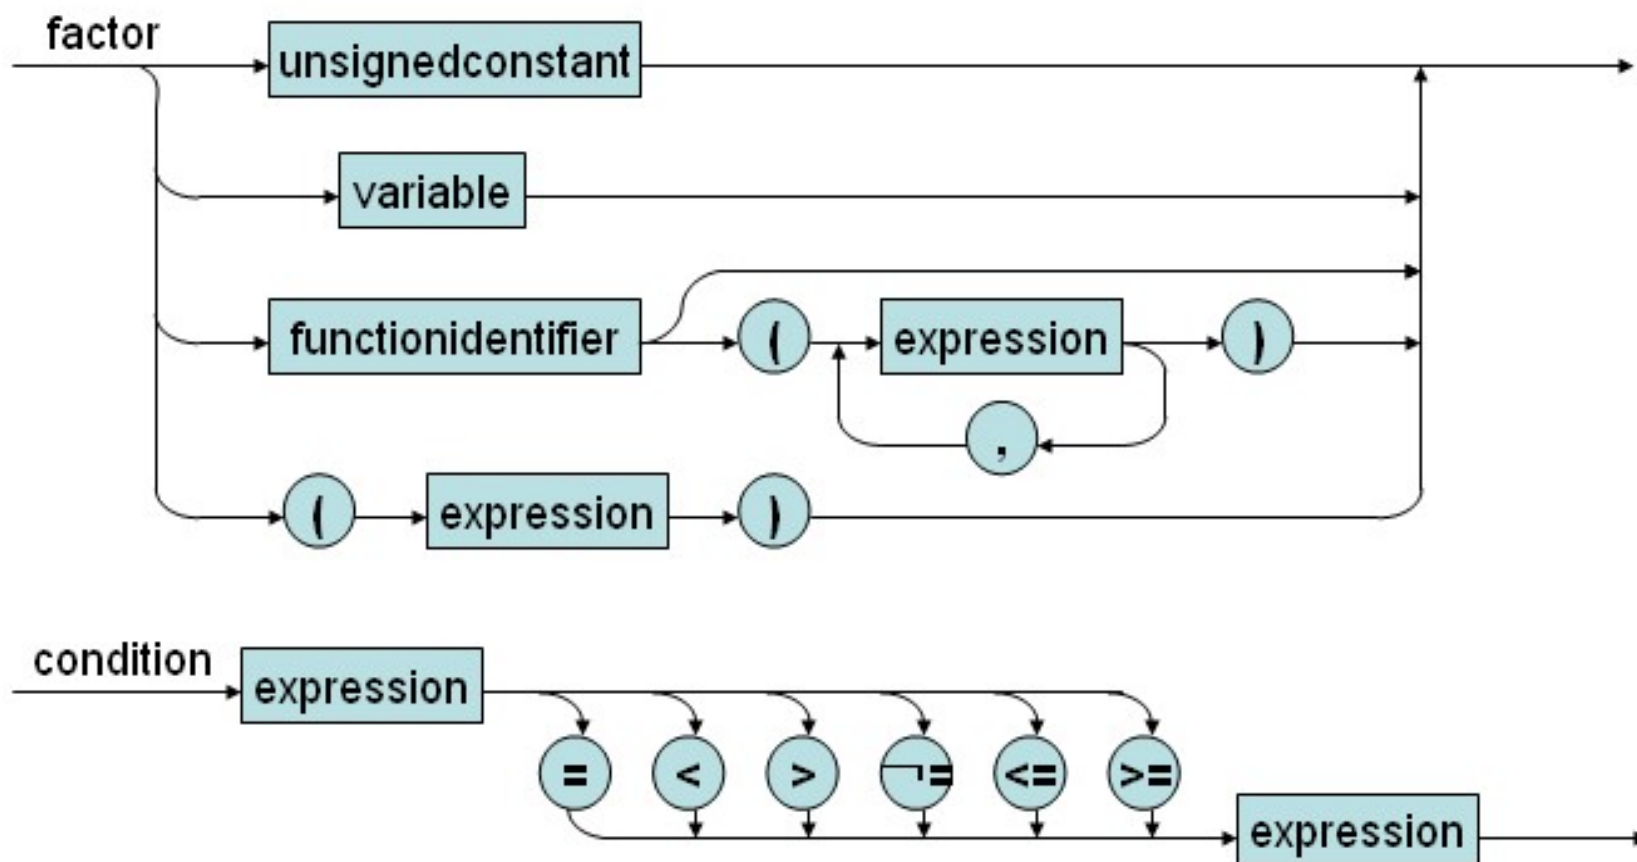 factor
unsignedconstant
variable
functionidentifier ( expression )
,
( expression )
condition
expression
= < > ¬= <= >=
expression